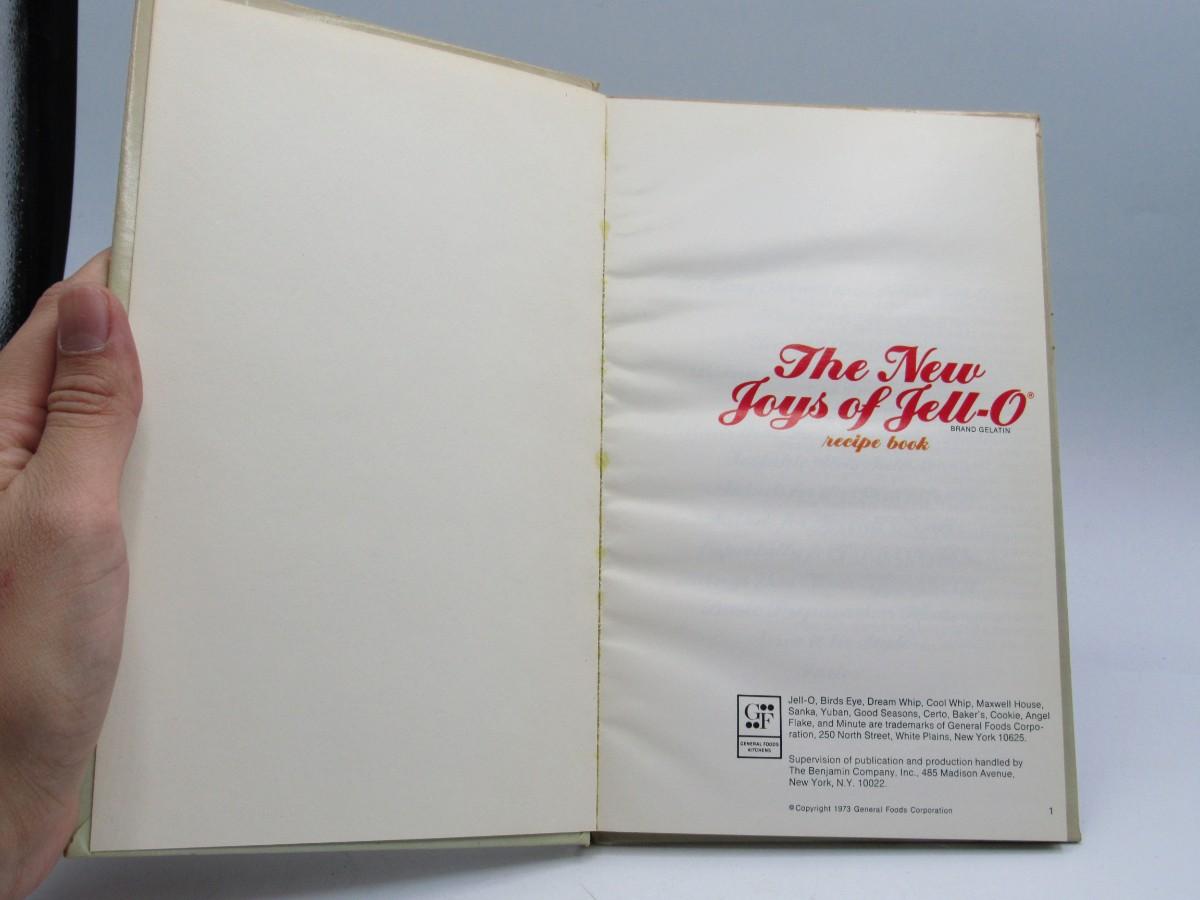 The New
Joys of Jell-O®
BRAND GELATIN
recipe book
GF
GENERAL FOODS
KITCHENS
Jell-O, Birds Eye, Dream Whip, Cool Whip, Maxwell House,
Sanka, Yuban, Good Seasons, Certo, Baker's, Cookie, Angel
Flake, and Minute are trademarks of General Foods Corpo-
ration, 250 North Street, White Plains, New York 10625.
Supervision of publication and production handled by
The Benjamin Company, Inc., 485 Madison Avenue,
New York, N.Y. 10022.
© Copyright 1973 General Foods Corporation
1